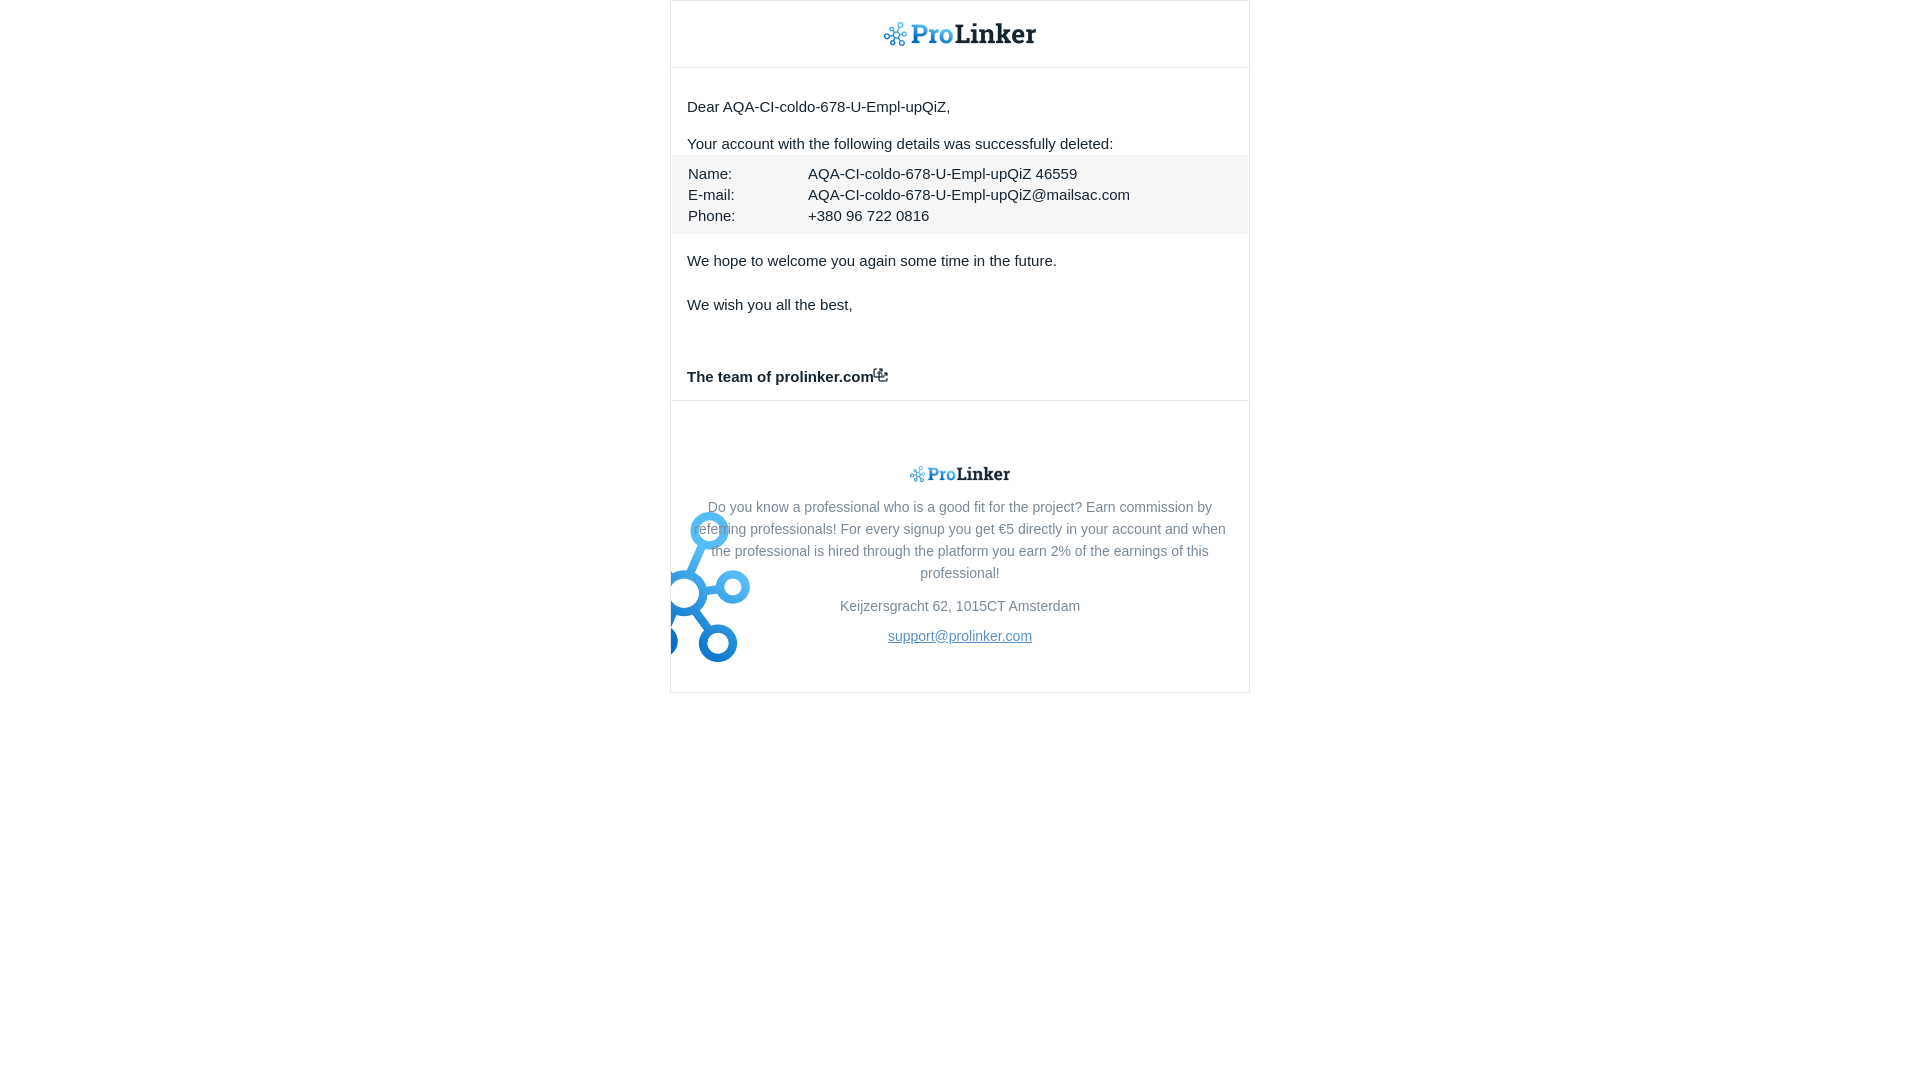 ProLinker
Dear AQA-CI-coldo-678-U-Empl-upQiZ,
Your account with the following details was successfully deleted:
Name: AQA-CI-coldo-678-U-Empl-upQiZ 46559
E-mail: AQA-CI-coldo-678-U-Empl-upQiZ@mailsac.com
Phone: +380 96 722 0816
We hope to welcome you again some time in the future.
We wish you all the best,
The team of prolinker.com
ProLinker
Do you know a professional who is a good fit for the project? Earn commission by
referring professionals! For every signup you get €5 directly in your account and when
the professional is hired through the platform you earn 2% of the earnings of this
professional!
Keijzersgracht 62, 1015CT Amsterdam
support@prolinker.com